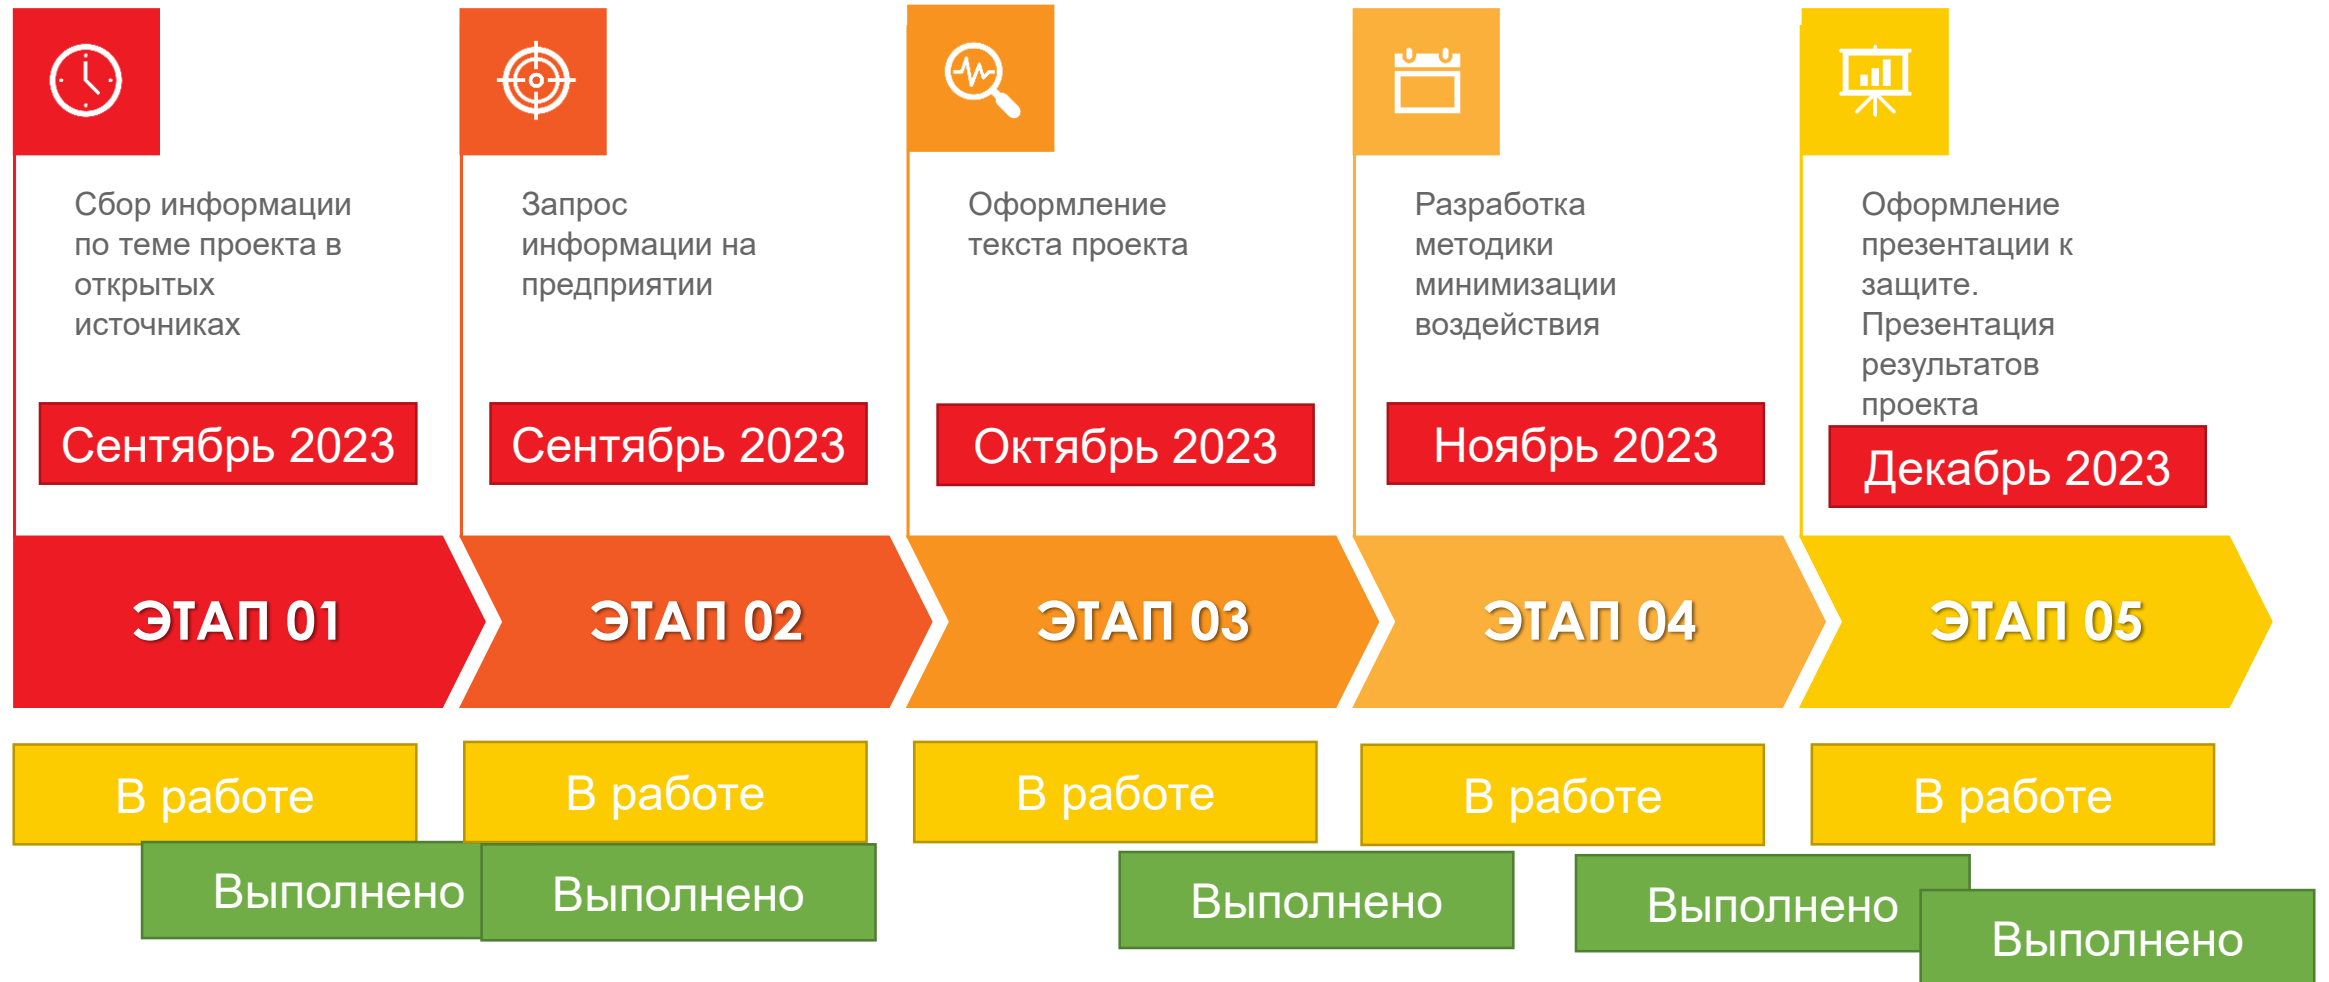 Сбор информации
по теме проекта в
открытых
источниках
Сентябрь 2023
Запрос
информации на
предприятии
Сентябрь 2023
Оформление
текста проекта
Октябрь 2023
Разработка
методики
минимизации
воздействия
Ноябрь 2023
Оформление
презентации к
защите.
Презентация
результатов
проекта
Декабрь 2023
ЭТАП 01
ЭТАП 02
ЭТАП 03
ЭТАП 04
ЭТАП 05
В работе
В работе
В работе
В работе
В работе
Выполнено
Выполнено
Выполнено
Выполнено
Выполнено